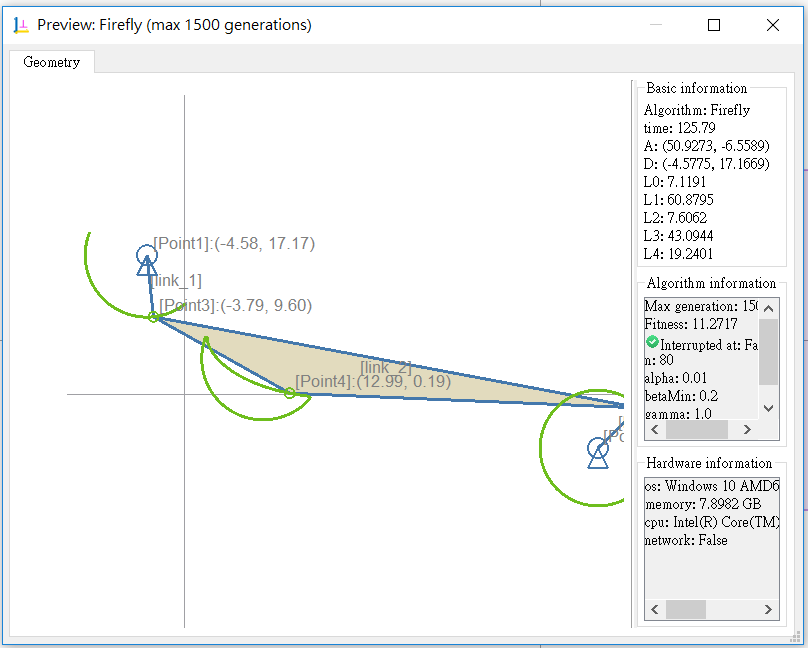 Preview: Firefly (max 1500 generations)
Geometry
[Point1]:(-4.58, 17.17)
[link_1]
[Point3]:(-3.79, 9.60)
[link_2]
[Point4]:(12.99, 0.19)
[Po
Basic information
Algorithm: Firefly
time: 125.79
A: (50.9273, -6.5589)
D: (-4.5775, 17.1669)
L0: 7.1191
L1: 60.8795
L2: 7.6062
L3: 43.0944
L4: 19.2401
Algorithm information
Max generation: 150
Fitness: 11.2717
Interrupted at: Fa
n: 80
alpha: 0.01
betaMin: 0.2
gamma: 1.0
Hardware information
os: Windows 10 AMD6
memory: 7.8982 GB
cpu: Intel(R) Core(TM)
network: False